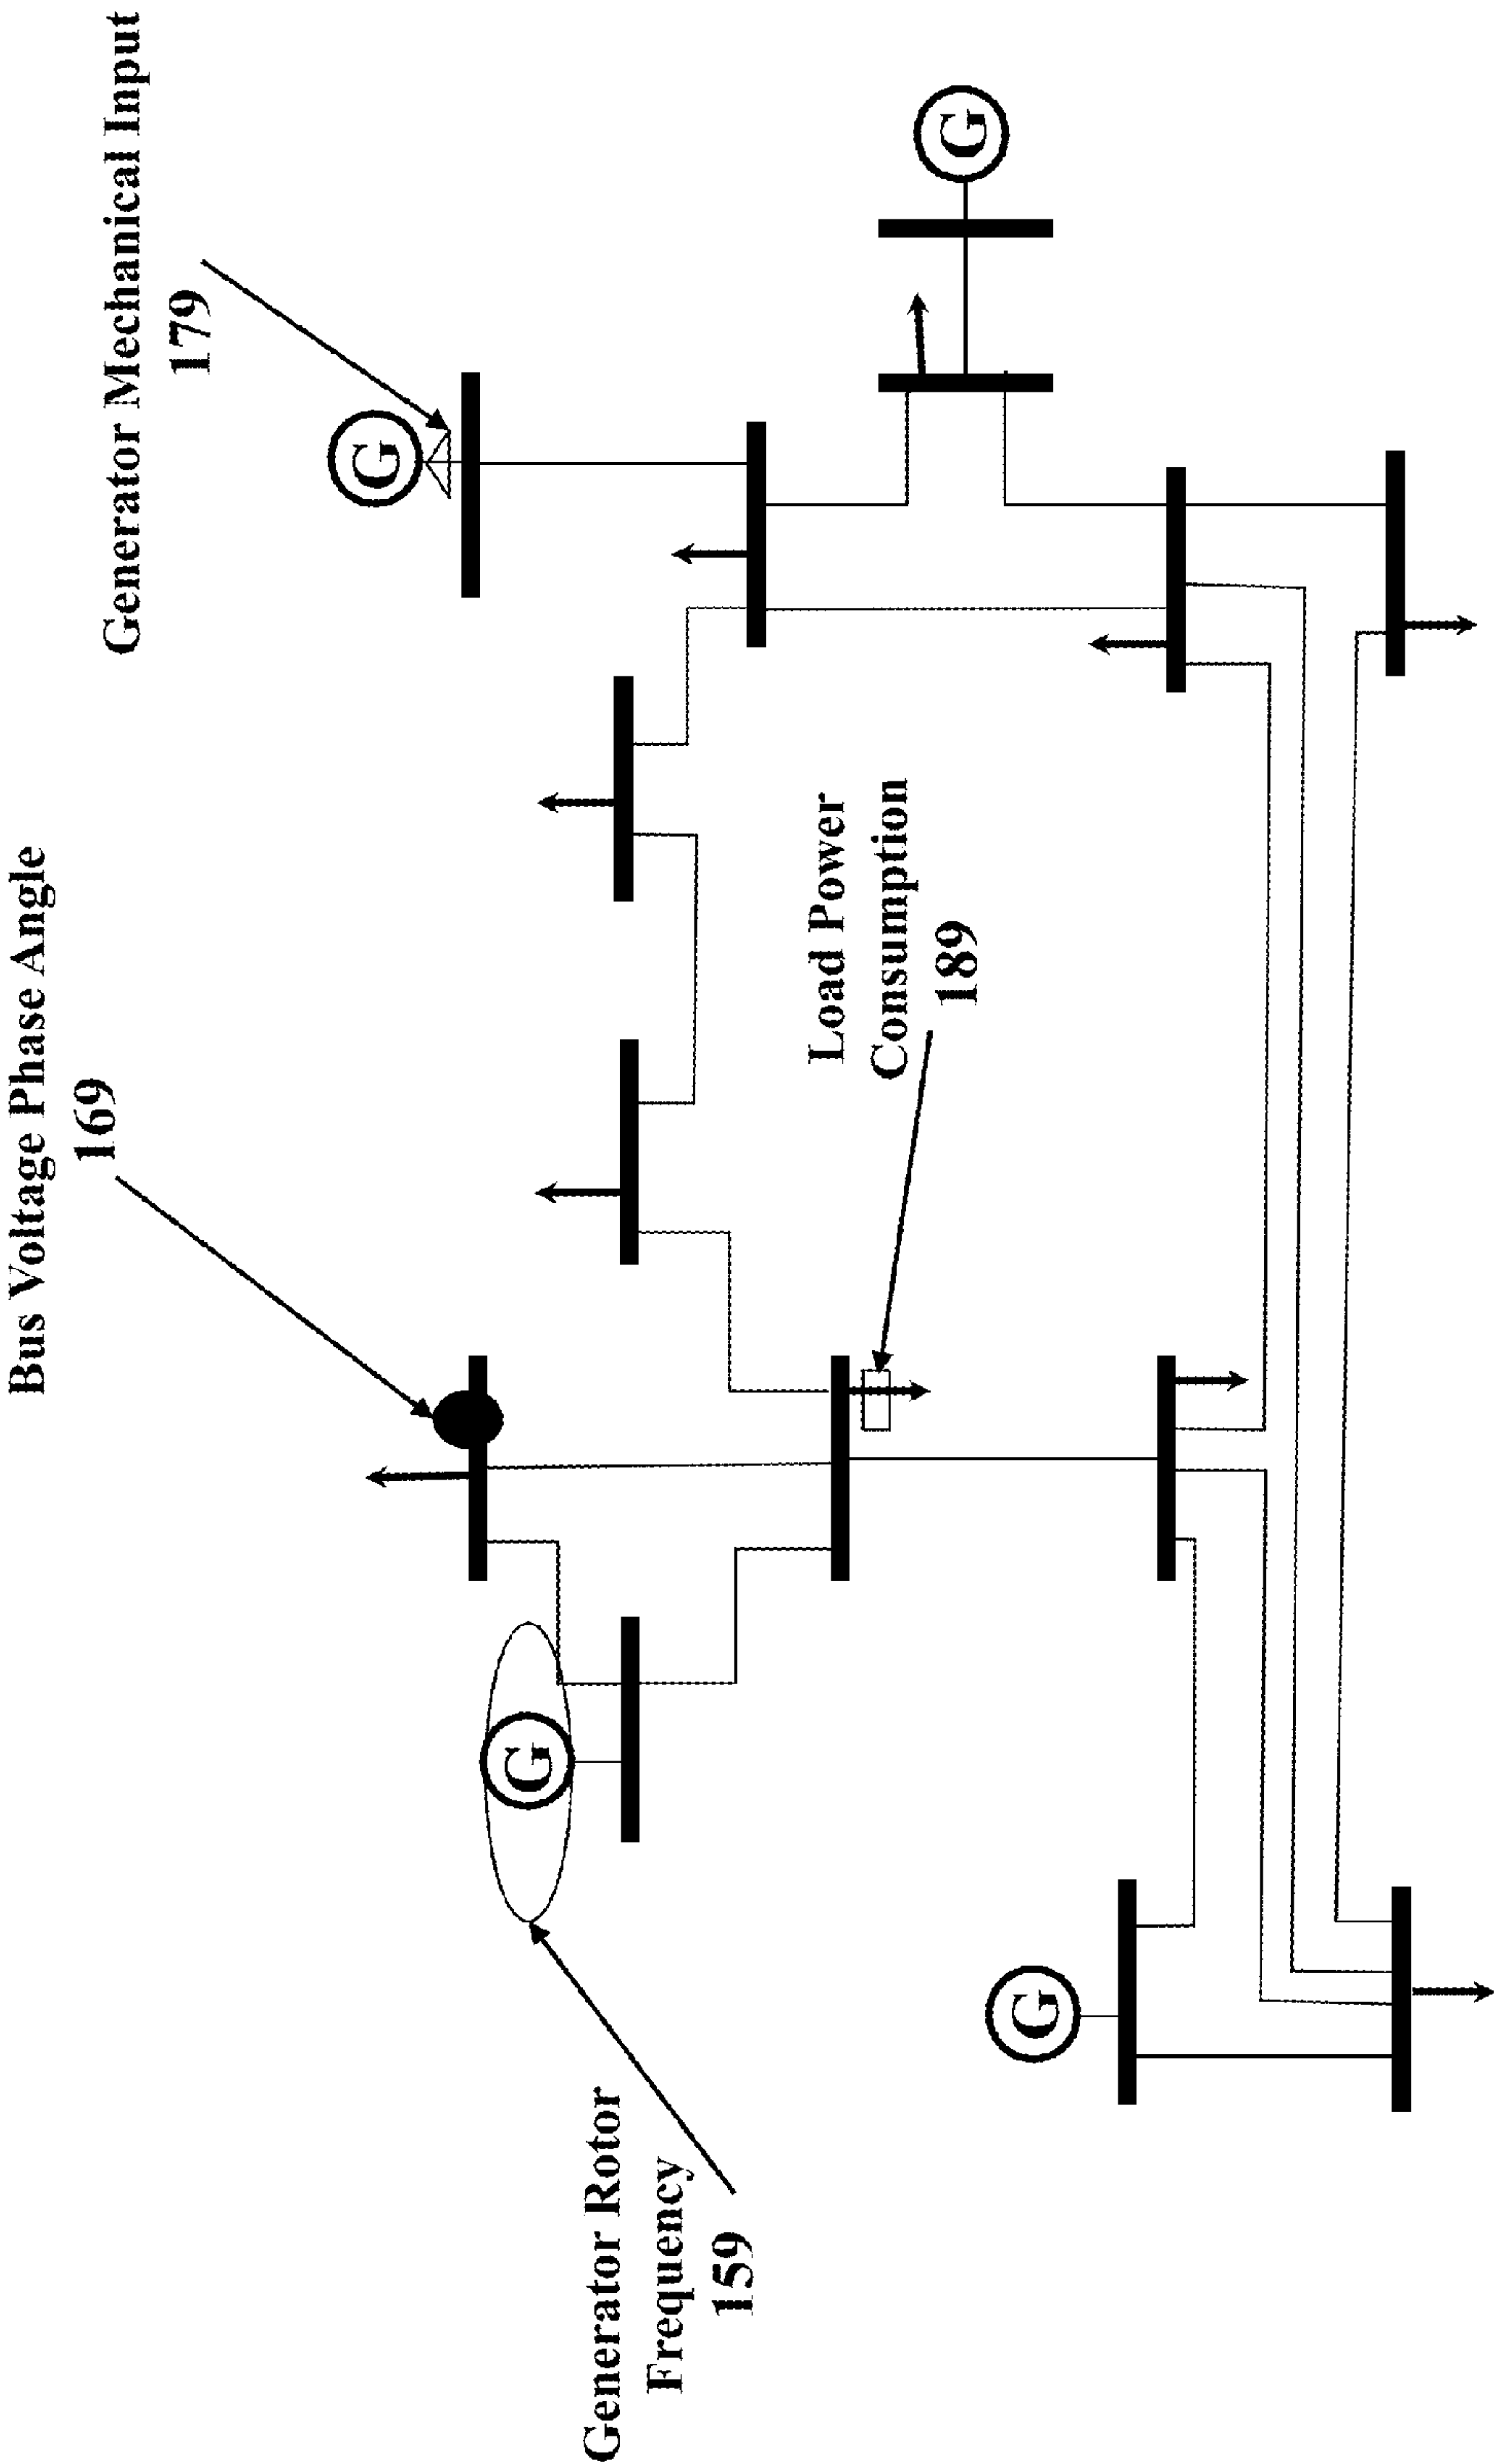 Generator Rotor
Frequency
159
G
Bus Voltage Phase Angle
169
Generator Mechanical Input
179
G
Load Power
Consumption
189
G
G